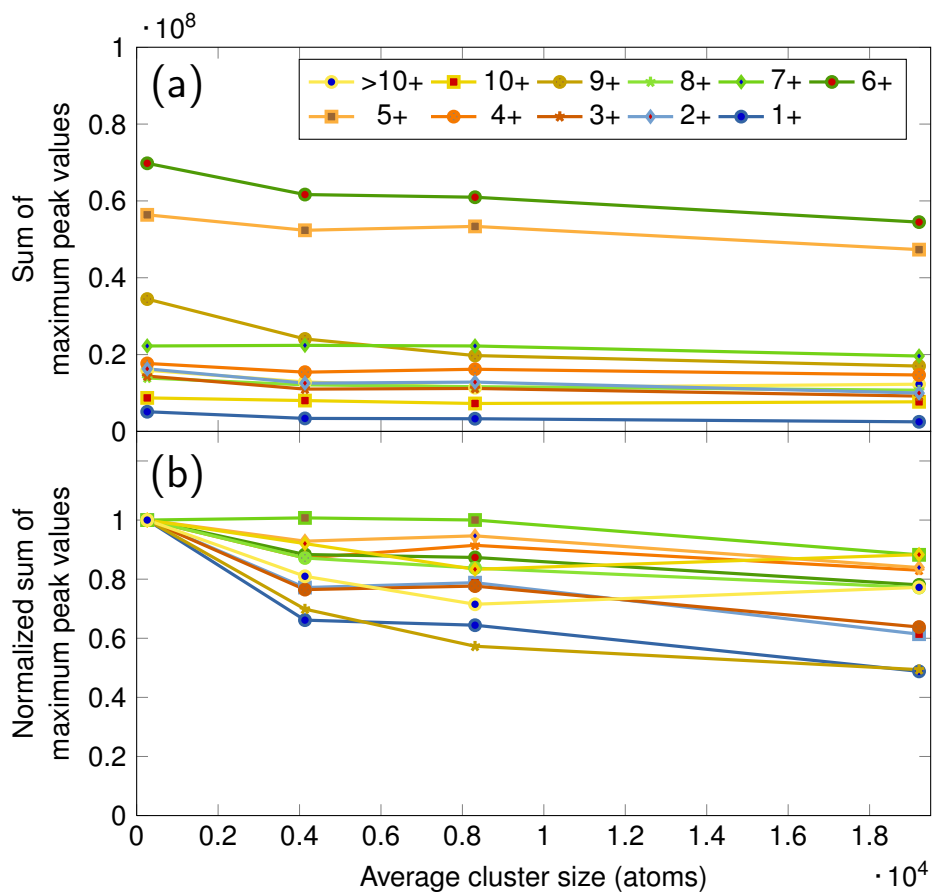 · 10^8
1
0.8
0.6
0.4
0.2
0
Sum of
maximum peak values
(a)
>10+ 10+ 9+ 8+ 7+ 6+
5+ 4+ 3+ 2+ 1+
(b)
Normalized sum of
maximum peak values
1
0.8
0.6
0.4
0.2
0
0 0.2 0.4 0.6 0.8 1 1.2 1.4 1.6 1.8
Average cluster size (atoms)
· 10^4